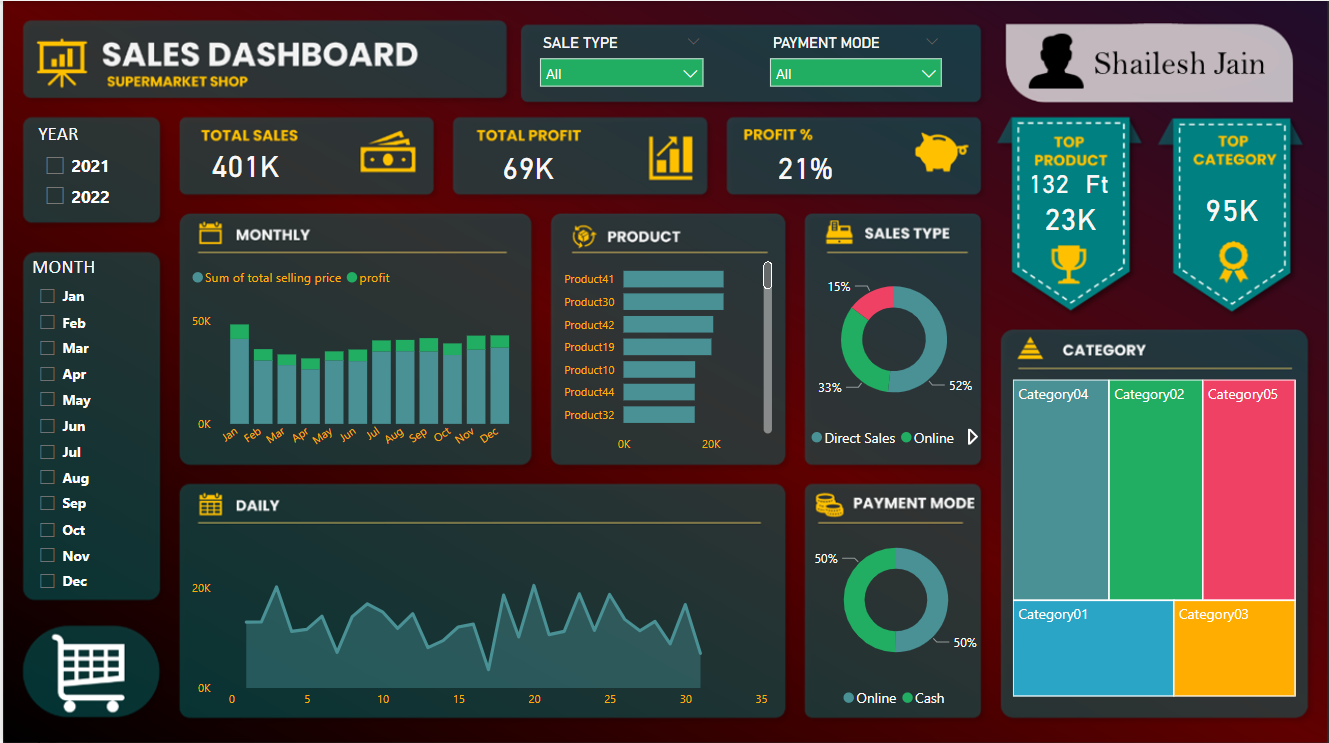 SALES DASHBOARD
SUPERMARKET SHOP
SALE TYPE
All
PAYMENT MODE
All
Shailesh Jain
YEAR
2021
2022
TOTAL SALES
401K
TOTAL PROFIT
69K
PROFIT %
21%
TOP
PRODUCT
132 Ft
23K
TOP
CATEGORY
95K
MONTH
Jan
Feb
Mar
Apr
May
Jun
Jul
Aug
Sep
Oct
Nov
Dec
MONTHLY
Sum of total selling price profit
50K
0K
Jan Feb Mar Apr May Jun Jul Aug Sep Oct Nov Dec
PRODUCT
Product41
Product30
Product42
Product19
Product10
Product44
Product32
0K 20K
SALES TYPE
15%
33% 52%
Direct Sales Online
CATEGORY
Category04 Category02 Category05
Category01 Category03
DAILY
20K
0K
0 5 10 15 20 25 30 35
PAYMENT MODE
50%
50%
Online Cash